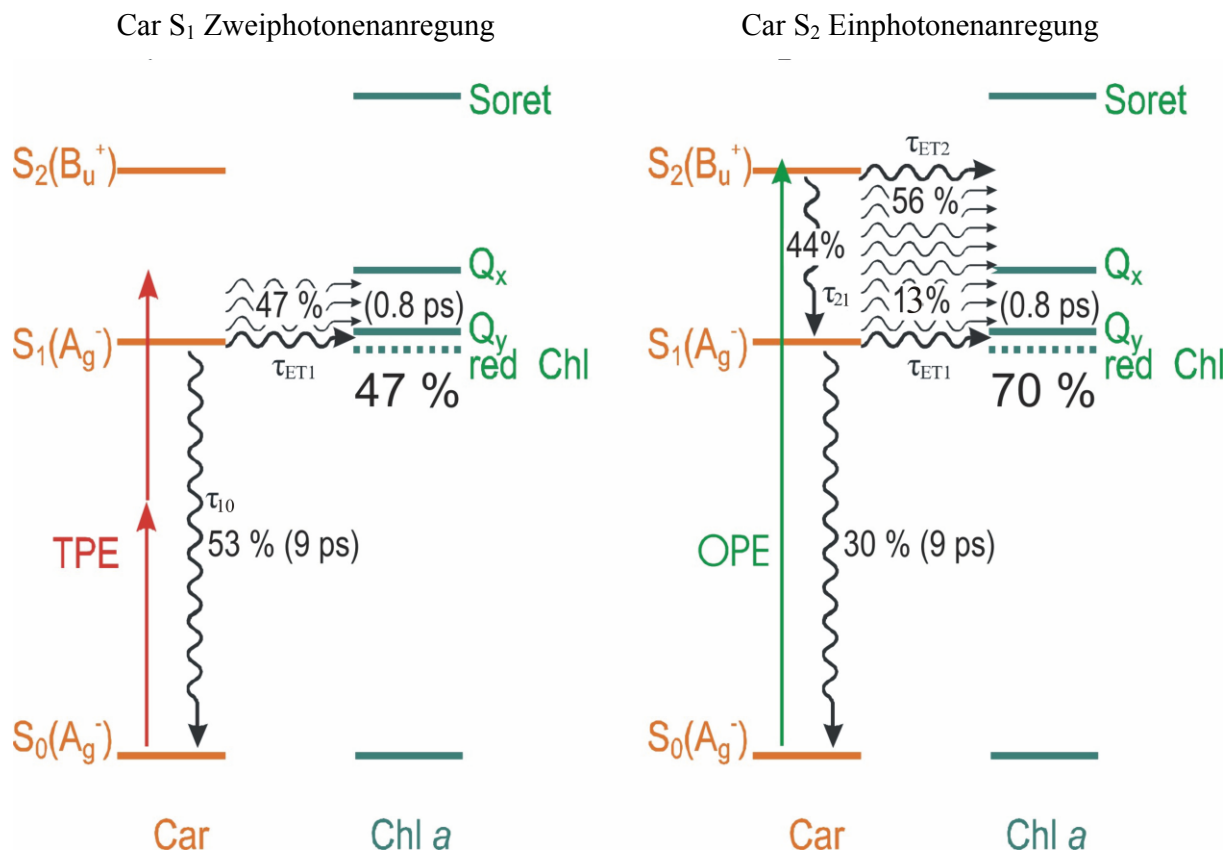 Car S₁ Zweiphotonenanregung
Soret
S₂(Bᵤ⁺)
Qₓ
47 %
(0.8 ps)
Q_y
S₁(A_g⁻)
τ_ET1
red Chl
47 %
τ₁₀
TPE
53 % (9 ps)
S₀(A_g⁻)
Car
Chl a
Car S₂ Einphotonenanregung
Soret
τ_ET2
S₂(Bᵤ⁺)
56 %
44%
Qₓ
τ₂₁
13%
(0.8 ps)
Q_y
S₁(A_g⁻)
τ_ET1
red Chl
70 %
OPE
30 % (9 ps)
S₀(A_g⁻)
Car
Chl a